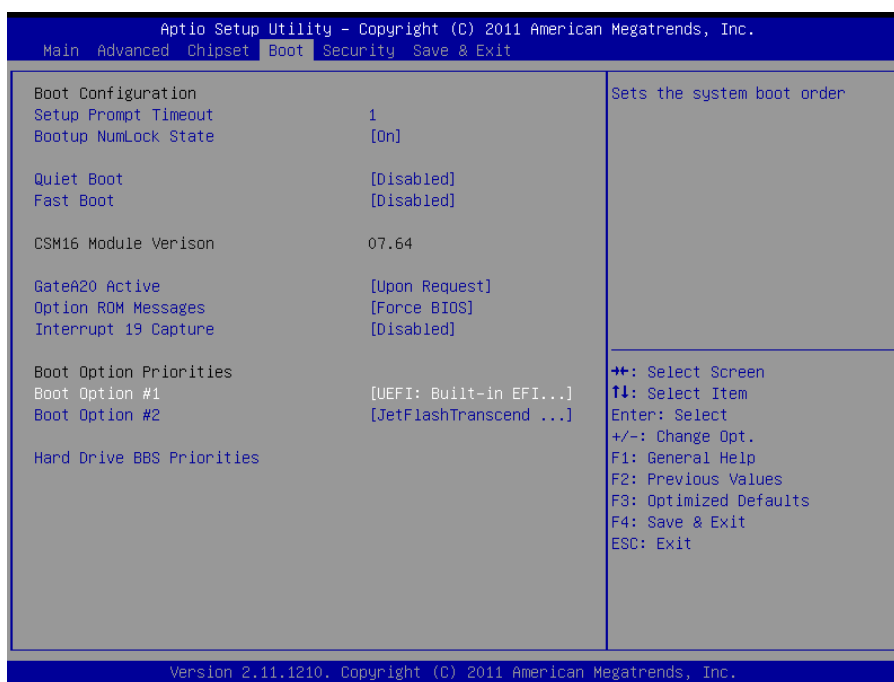 Aptio Setup Utility – Copyright (C) 2011 American Megatrends, Inc.
Main Advanced Chipset Boot Security Save & Exit
Boot Configuration
Setup Prompt Timeout 1
Bootup NumLock State [On]
Quiet Boot [Disabled]
Fast Boot [Disabled]
CSM16 Module Verison 07.64
GateA20 Active [Upon Request]
Option ROM Messages [Force BIOS]
Interrupt 19 Capture [Disabled]
Boot Option Priorities
Boot Option #1 [UEFI: Built-in EFI...]
Boot Option #2 [JetFlashTranscend ...]
Hard Drive BBS Priorities
Sets the system boot order
→←: Select Screen
↑↓: Select Item
Enter: Select
+/-: Change Opt.
F1: General Help
F2: Previous Values
F3: Optimized Defaults
F4: Save & Exit
ESC: Exit
Version 2.11.1210. Copyright (C) 2011 American Megatrends, Inc.